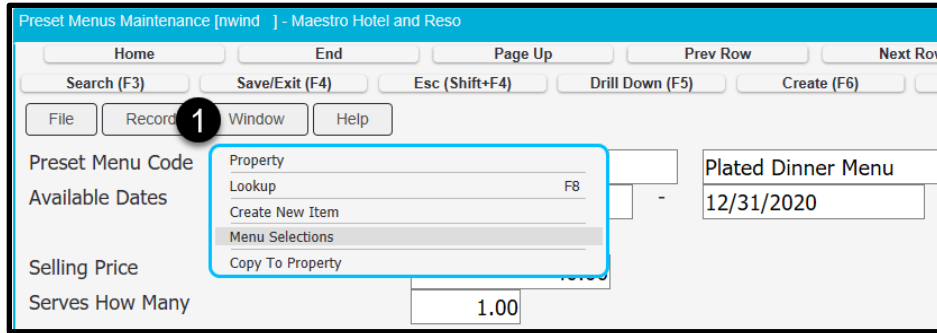 Preset Menus Maintenance [nwind ] - Maestro Hotel and Reso
Home End Page Up Prev Row Next Row
Search (F3) Save/Exit (F4) Esc (Shift+F4) Drill Down (F5) Create (F6)
File Record 1 Window Help
Preset Menu Code Property Plated Dinner Menu
Available Dates Lookup F8 - 12/31/2020
Create New Item
Menu Selections
Selling Price Copy To Property
Serves How Many 1.00